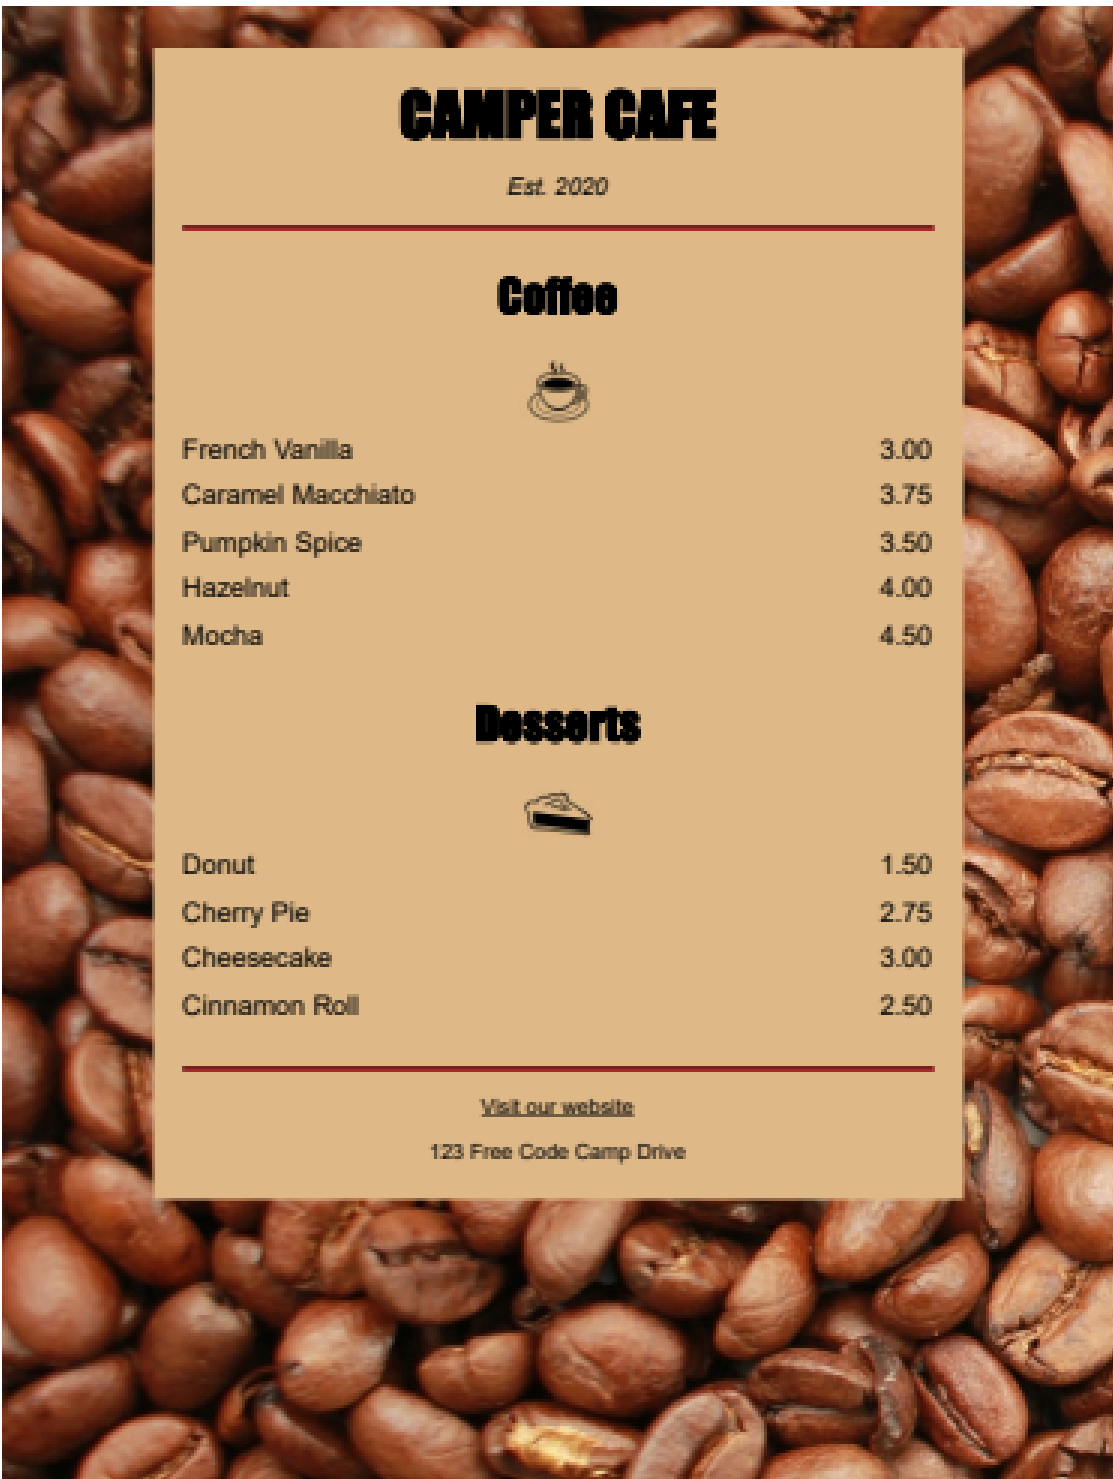 CAMPER CAFE
Est. 2020
Coffee
French Vanilla 3.00
Caramel Macchiato 3.75
Pumpkin Spice 3.50
Hazelnut 4.00
Mocha 4.50
Desserts
Donut 1.50
Cherry Pie 2.75
Cheesecake 3.00
Cinnamon Roll 2.50
Visit our website
123 Free Code Camp Drive